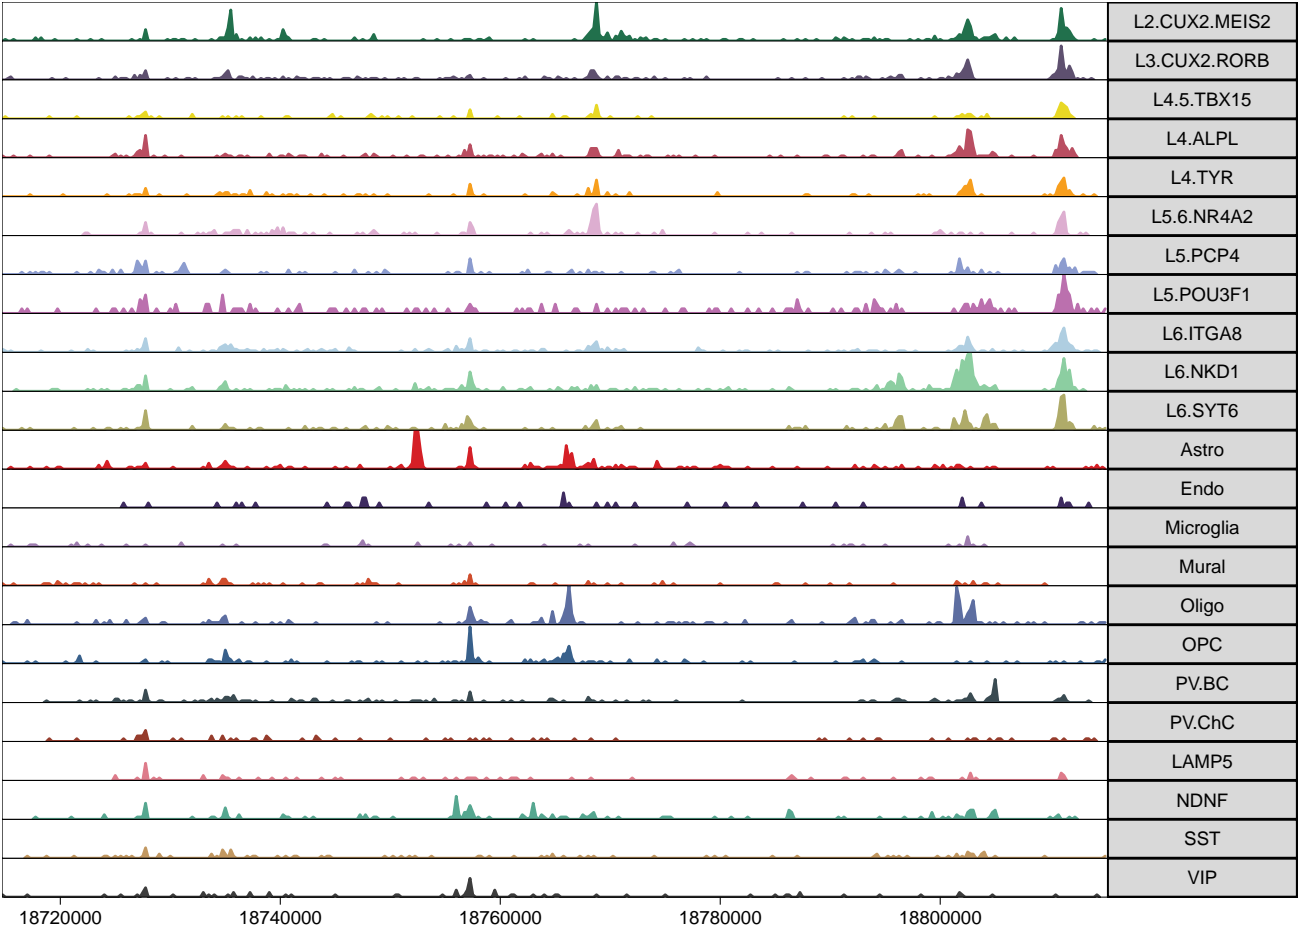 L2.CUX2.MEIS2
L3.CUX2.RORB
L4.5.TBX15
L4.ALPL
L4.TYR
L5.6.NR4A2
L5.PCP4
L5.POU3F1
L6.ITGA8
L6.NKD1
L6.SYT6
Astro
Endo
Microglia
Mural
Oligo
OPC
PV.BC
PV.ChC
LAMP5
NDNF
SST
VIP
18720000 18740000 18760000 18780000 18800000